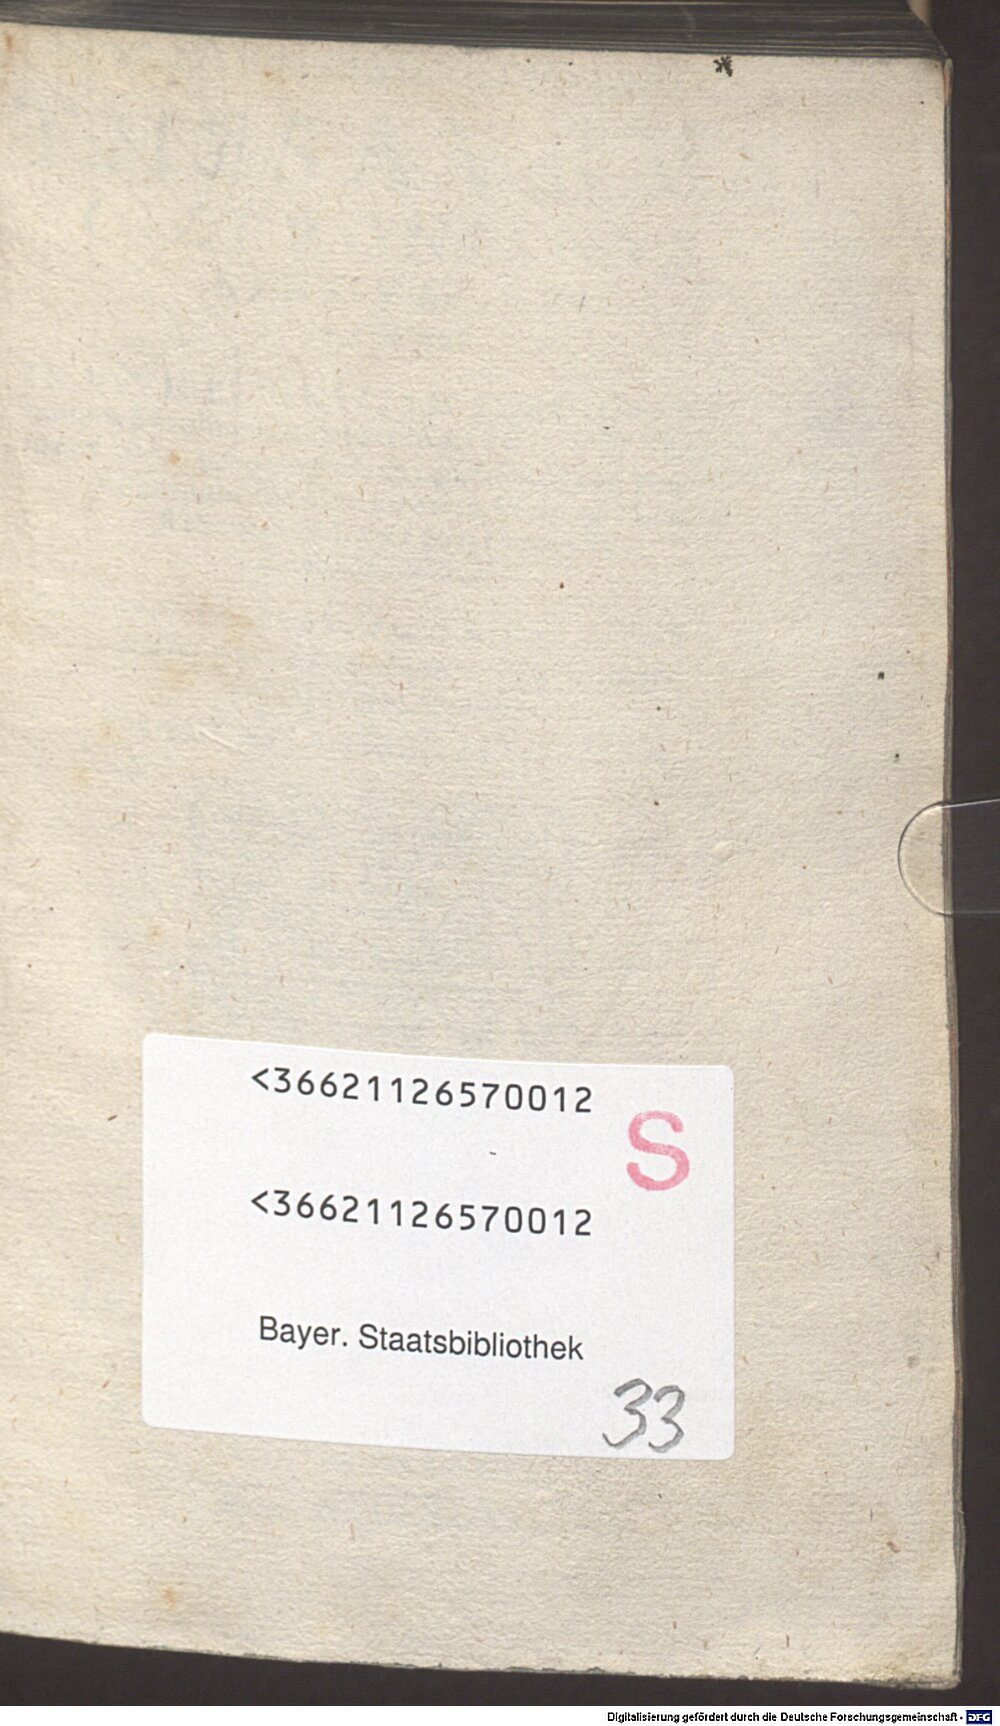 <36621126570012
S
<36621126570012
Bayer. Staatsbibliothek
33
Digitalisierung gefördert durch die Deutsche Forschungsgemeinschaft - DFG